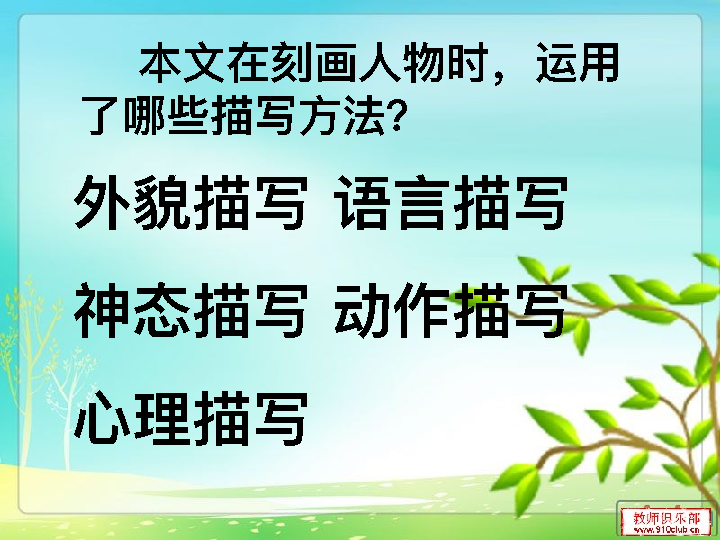 本文在刻画人物时，运用
了哪些描写方法？
外貌描写 语言描写
神态描写 动作描写
心理描写
教师俱乐部
www.910club.cn